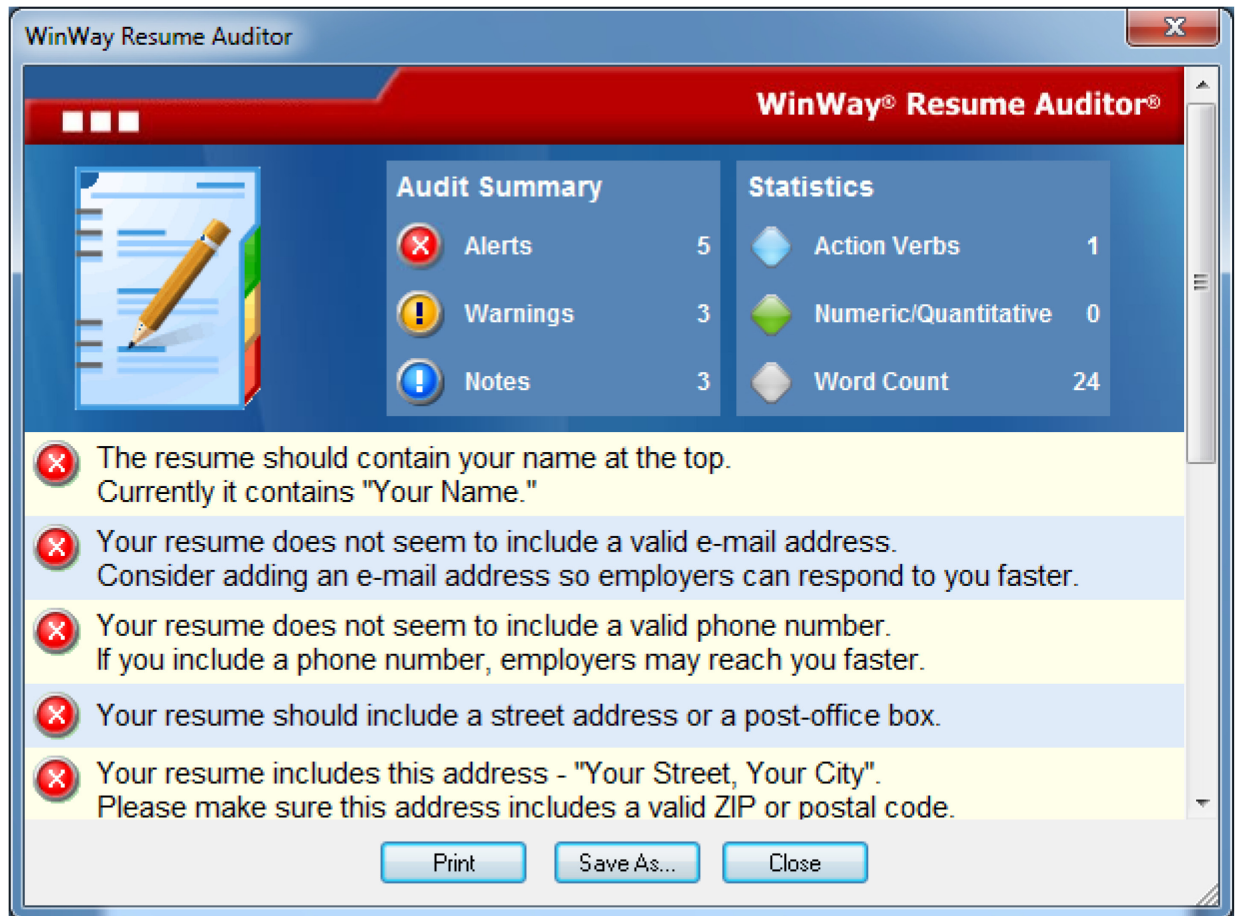 WinWay Resume Auditor
WinWay® Resume Auditor®
Audit Summary
Alerts 5
Warnings 3
Notes 3
Statistics
Action Verbs 1
Numeric/Quantitative 0
Word Count 24
The resume should contain your name at the top.
Currently it contains "Your Name."
Your resume does not seem to include a valid e-mail address.
Consider adding an e-mail address so employers can respond to you faster.
Your resume does not seem to include a valid phone number.
If you include a phone number, employers may reach you faster.
Your resume should include a street address or a post-office box.
Your resume includes this address - "Your Street, Your City".
Please make sure this address includes a valid ZIP or postal code.
Print Save As... Close